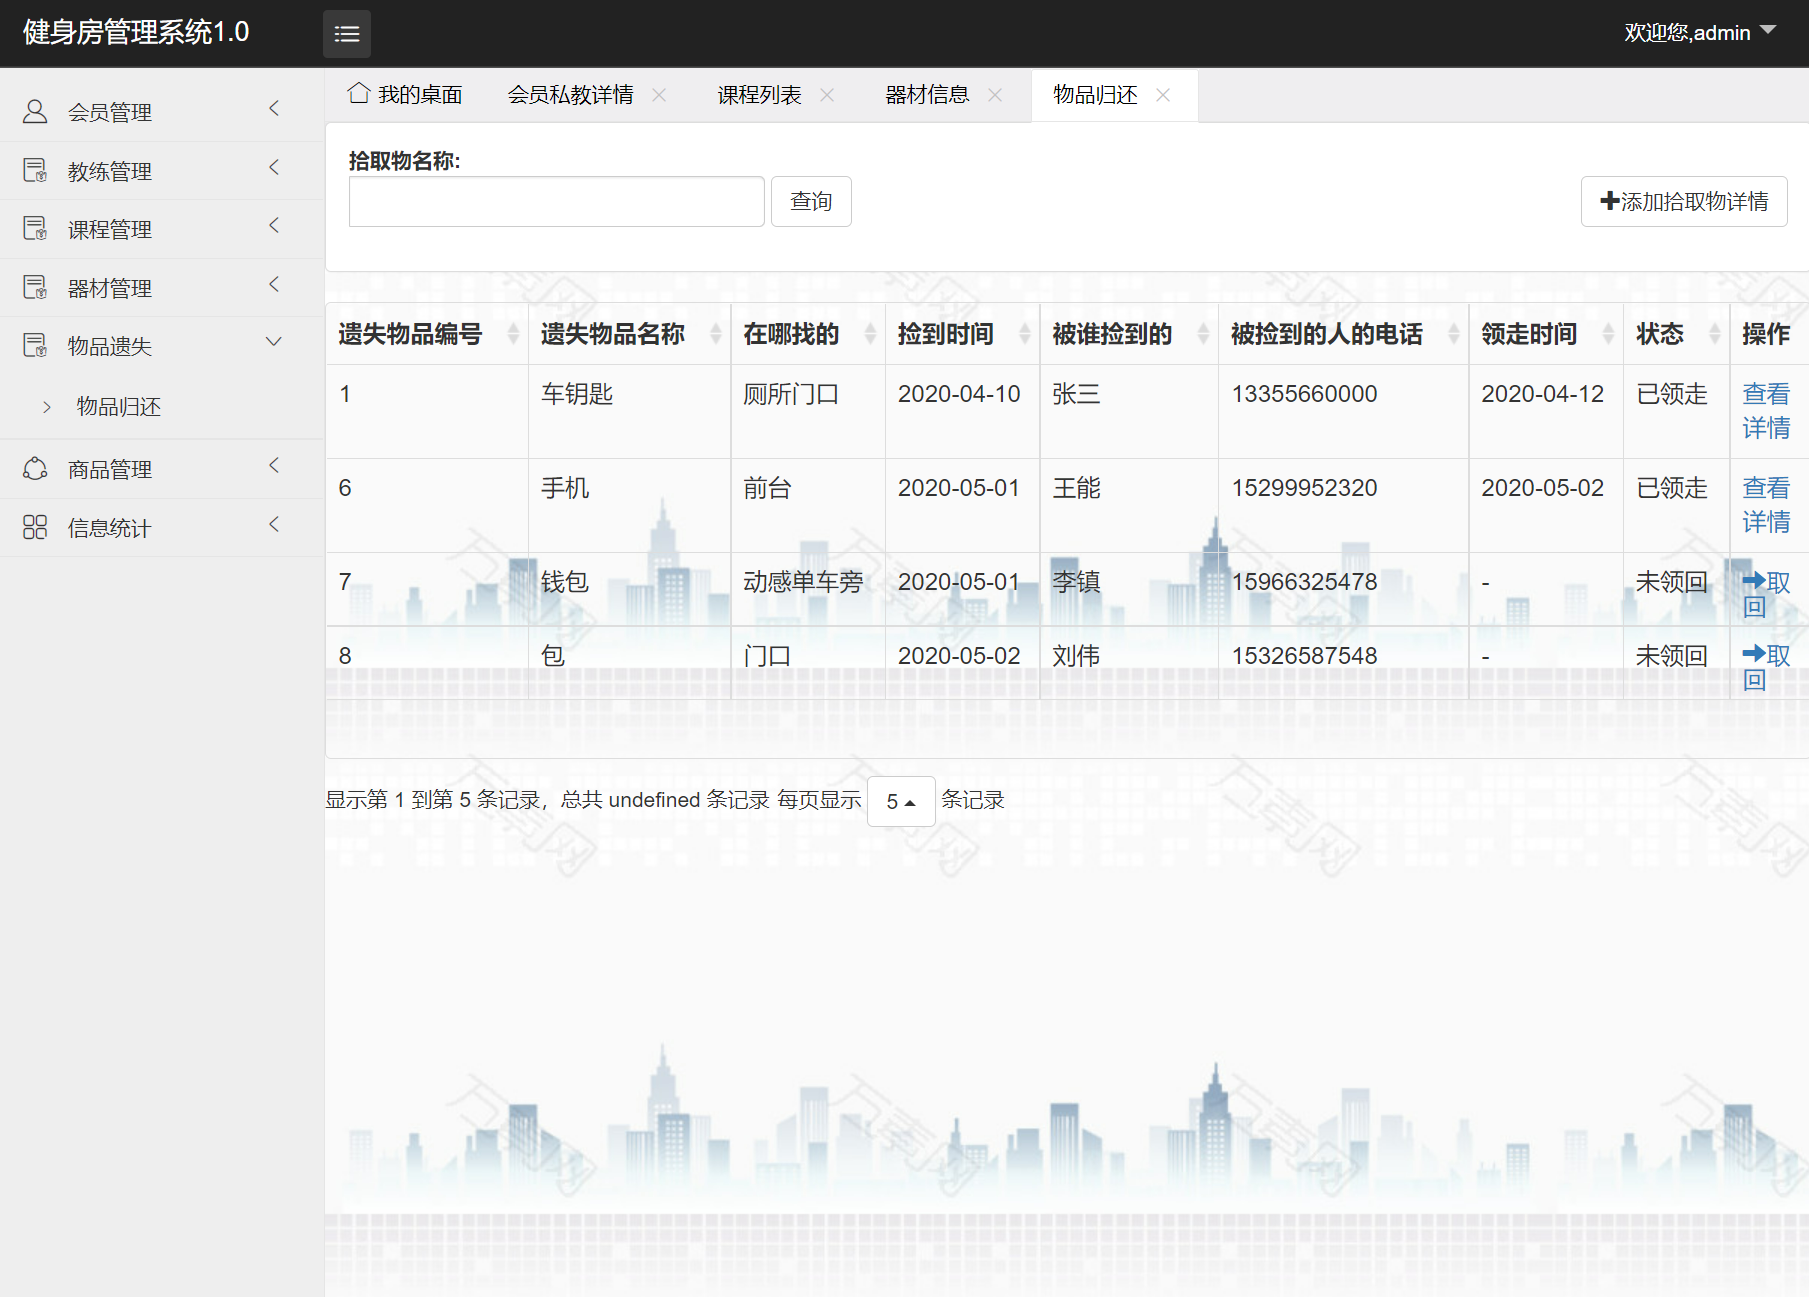 健身房管理系统1.0
欢迎您,admin
会员管理
教练管理
课程管理
器材管理
物品遗失
物品归还
商品管理
信息统计
我的桌面 会员私教详情 课程列表 器材信息 物品归还
拾取物名称:
查询
添加拾取物详情
遗失物品编号 遗失物品名称 在哪找的 捡到时间 被谁捡到的 被捡到的人的电话 领走时间 状态 操作
1 车钥匙 厕所门口 2020-04-10 张三 13355660000 2020-04-12 已领走 查看
详情
6 手机 前台 2020-05-01 王能 15299952320 2020-05-02 已领走 查看
详情
7 钱包 动感单车旁 2020-05-01 李镇 15966325478 - 未领回 取
回
8 包 门口 2020-05-02 刘伟 15326587548 - 未领回 取
回
显示第 1 到第 5 条记录，总共 undefined 条记录 每页显示 5 条记录